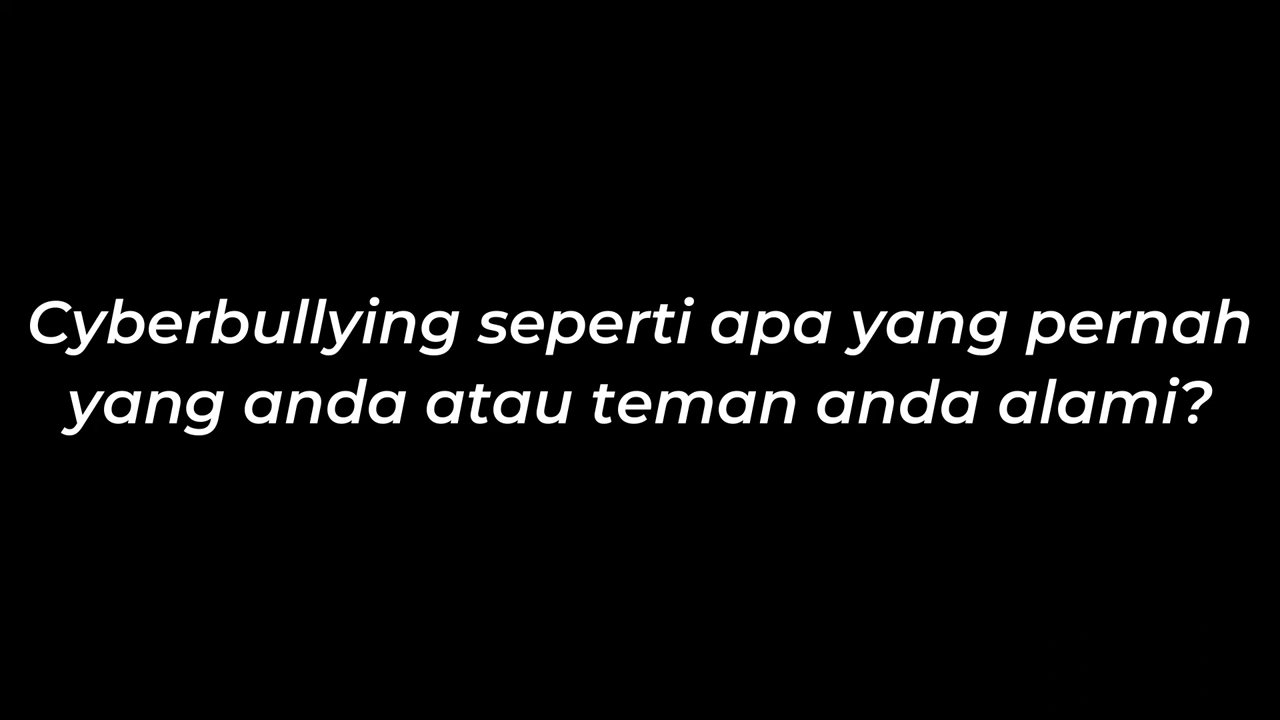 Cyberbullying seperti apa yang pernah
yang anda atau teman anda alami?